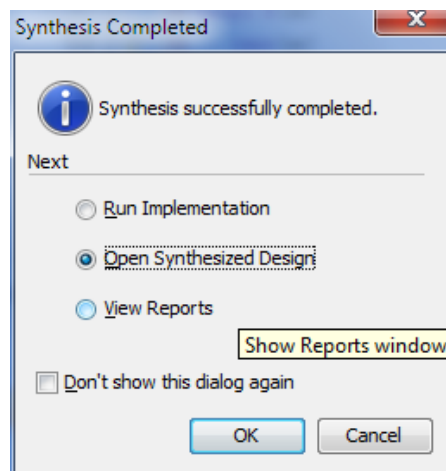 Synthesis Completed
Synthesis successfully completed.
Next
Run Implementation
Open Synthesized Design
View Reports
Show Reports window
Don't show this dialog again
OK
Cancel